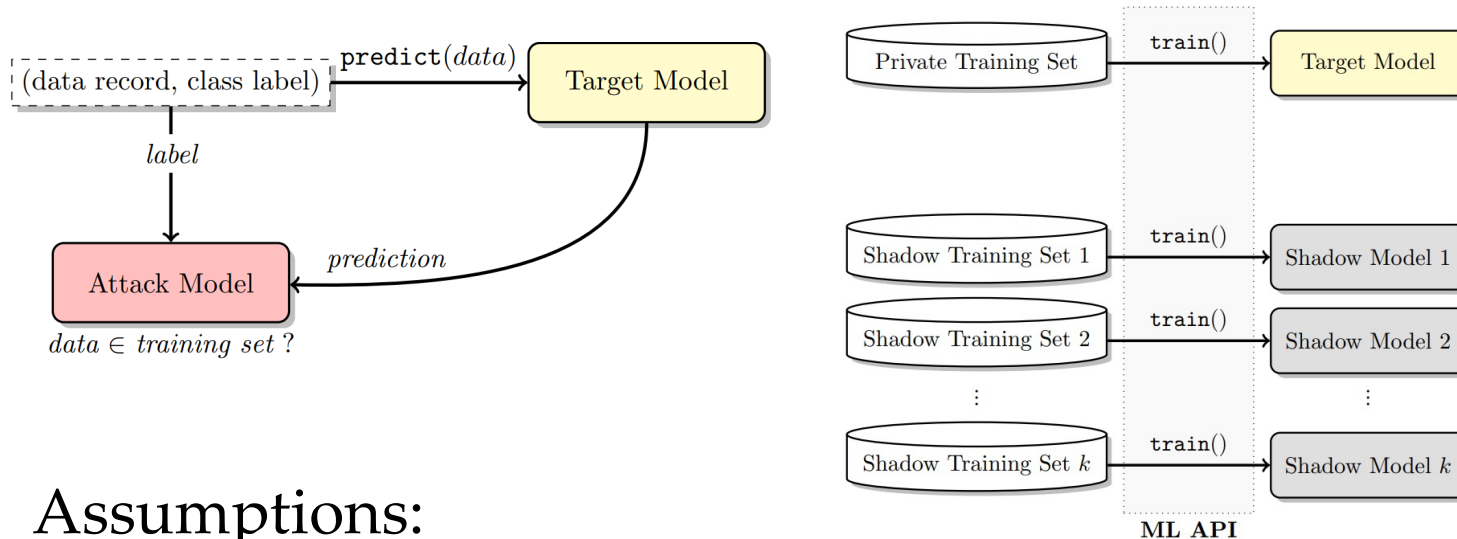 (data record, class label)
predict(data)
Target Model
label
prediction
Attack Model
data ∈ training set ?
Assumptions:
Private Training Set
train()
Target Model
Shadow Training Set 1
train()
Shadow Model 1
Shadow Training Set 2
train()
Shadow Model 2
⋮
⋮
Shadow Training Set k
train()
Shadow Model k
ML API